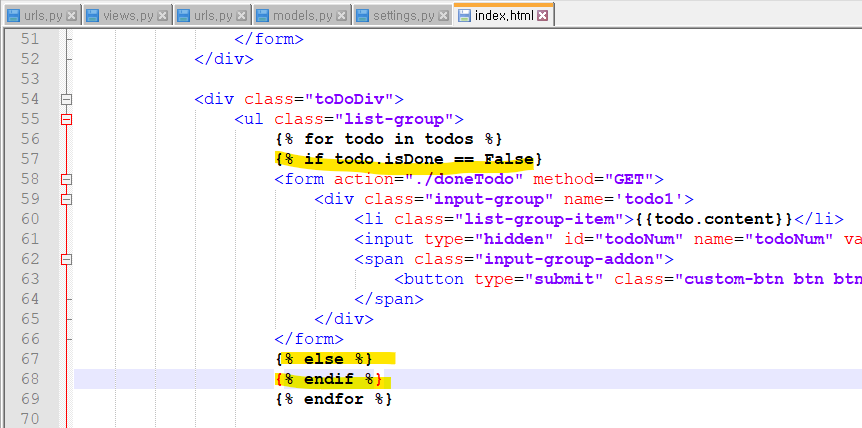 urls.py views.py urls.py models.py settings.py index.html
51 </form>
52 </div>
53
54 <div class="toDoDiv">
55 <ul class="list-group">
56 {% for todo in todos %}
57 {% if todo.isDone == False}
58 <form action="./doneTodo" method="GET">
59 <div class="input-group" name='todo1'>
60 <li class="list-group-item">{{todo.content}}</li>
61 <input type="hidden" id="todoNum" name="todoNum" va
62 <span class="input-group-addon">
63 <button type="submit" class="custom-btn btn btn
64 </span>
65 </div>
66 </form>
67 {% else %}
68 {% endif %}
69 {% endfor %}
70